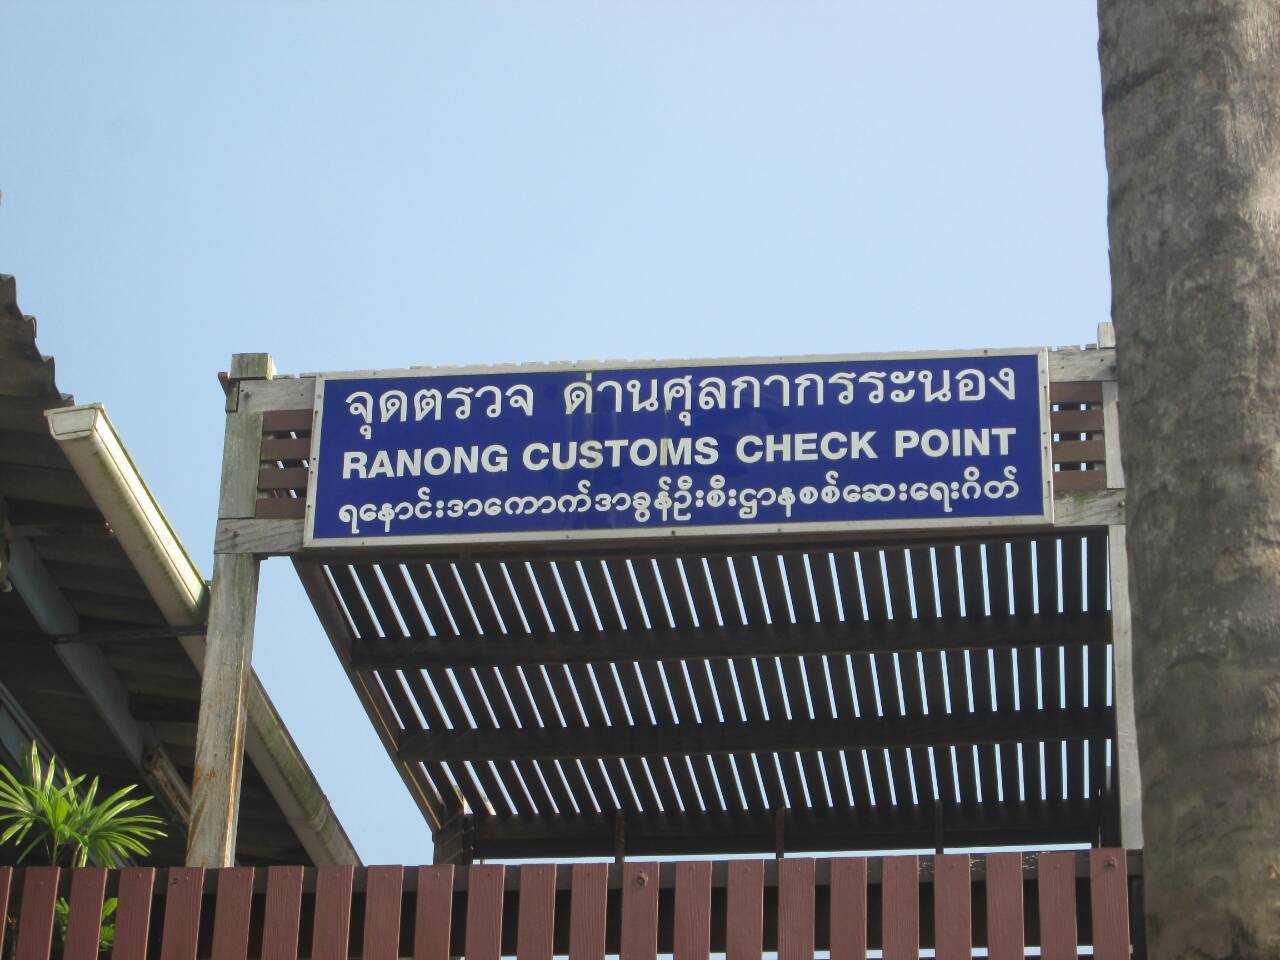 จุดตรวจ ด่านศุลกากรระนอง
RANONG CUSTOMS CHECK POINT
ရနောင်းအာကောက်အာခွန်ဦးစီးဌာနစစ်ဆေးရေးဂိတ်